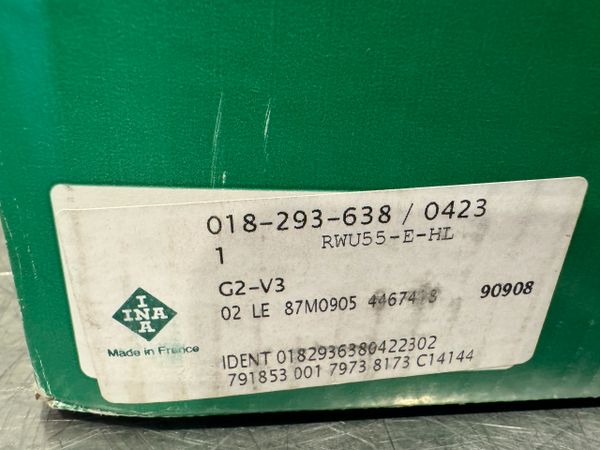 018-293-638 / 0423
1
RWU55-E-HL
G2-V3
02 LE 87M0905 90908
INA
INA
Made in France
IDENT 0182936380422302
791853 001 7973 8173 C14144